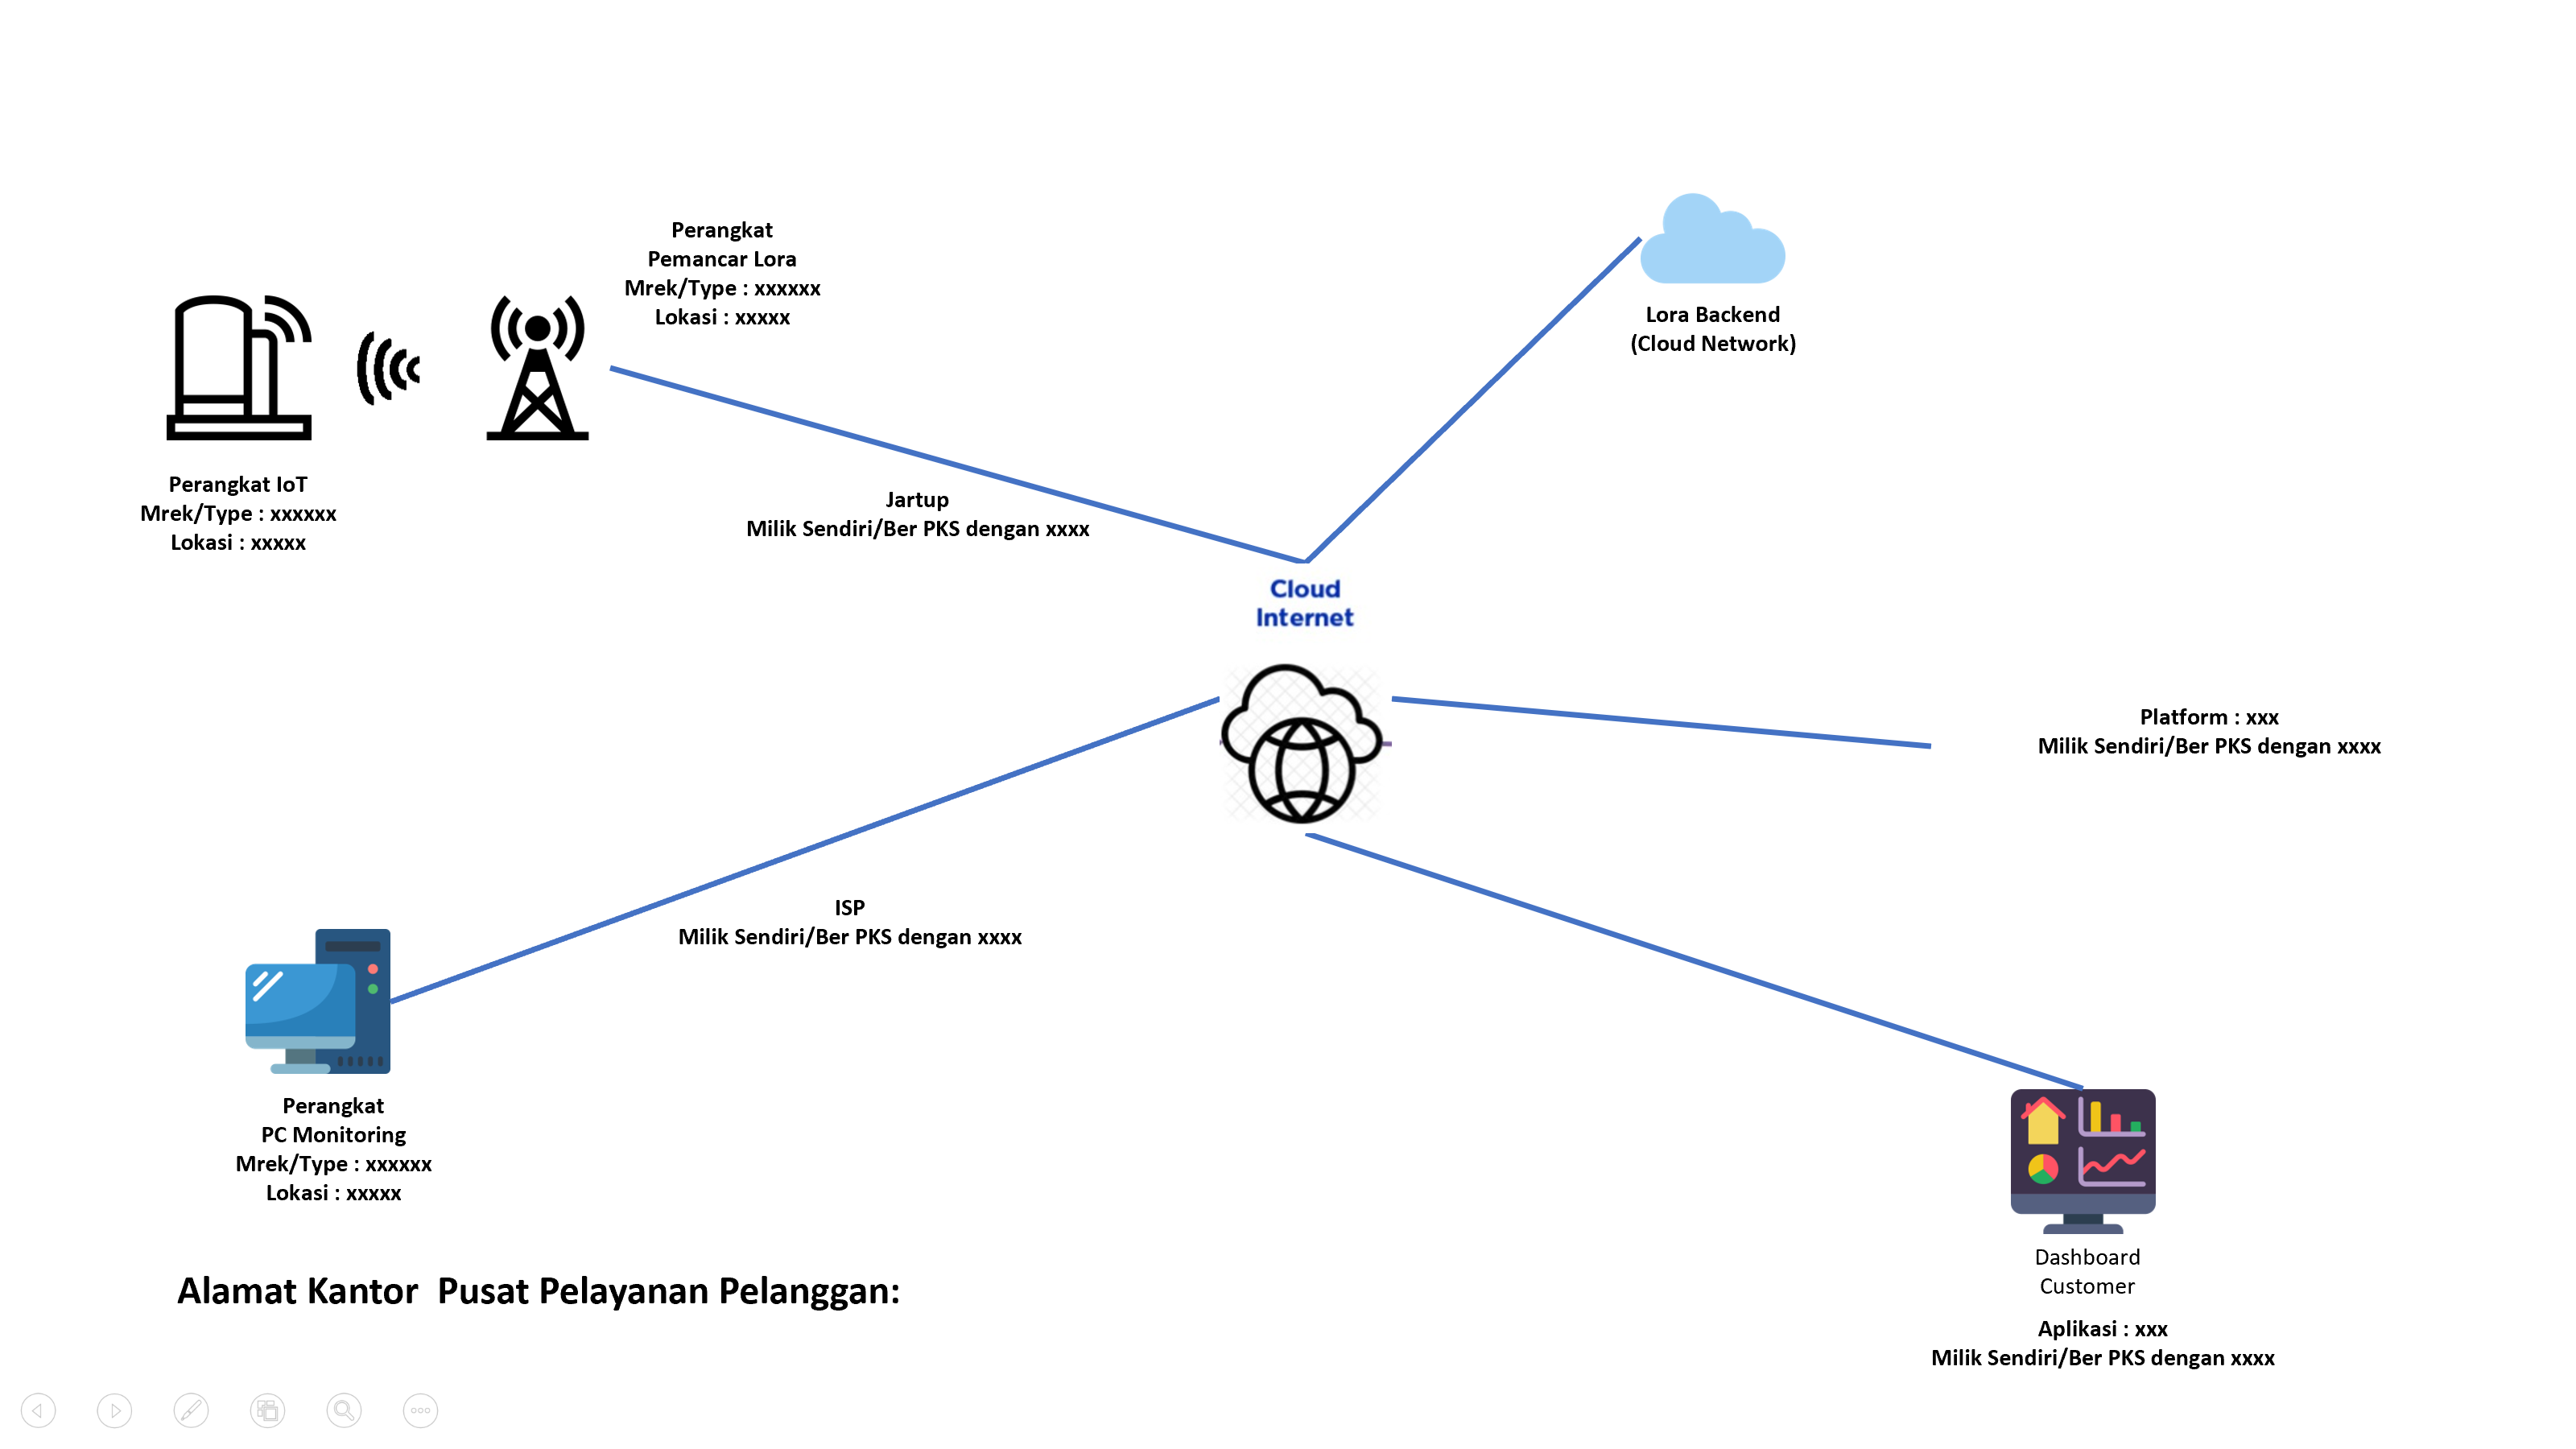 Perangkat
Pemancar Lora
Mrek/Type : xxxxxx
Lokasi : xxxxx
Lora Backend
(Cloud Network)
Perangkat IoT
Mrek/Type : xxxxxx
Lokasi : xxxxx
Jartup
Milik Sendiri/Ber PKS dengan xxxx
Cloud
Internet
Platform : xxx
Milik Sendiri/Ber PKS dengan xxxx
ISP
Milik Sendiri/Ber PKS dengan xxxx
Perangkat
PC Monitoring
Mrek/Type : xxxxxx
Lokasi : xxxxx
Dashboard
Customer
Aplikasi : xxx
Milik Sendiri/Ber PKS dengan xxxx
Alamat Kantor  Pusat Pelayanan Pelanggan: